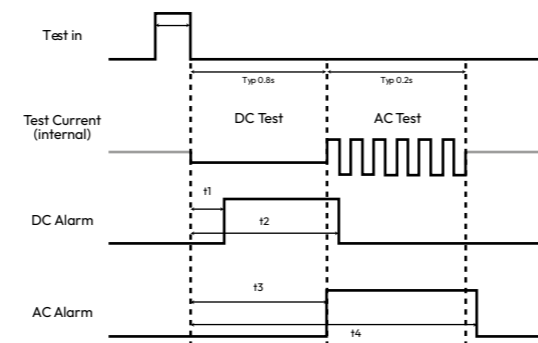 Test in
Typ 0.8s
Typ 0.2s
Test Current
(internal)
DC Test
AC Test
t1
DC Alarm
t2
t3
AC Alarm
t4